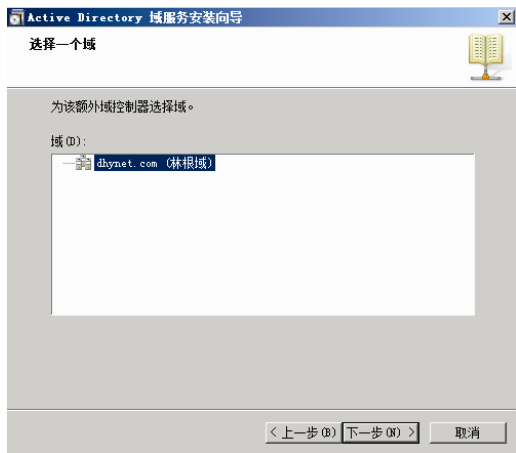 Active Directory 域服务安装向导
选择一个域
为该额外域控制器选择域。
域(D):
dhynet.com (林根域)
< 上一步(B) 下一步(N) > 取消